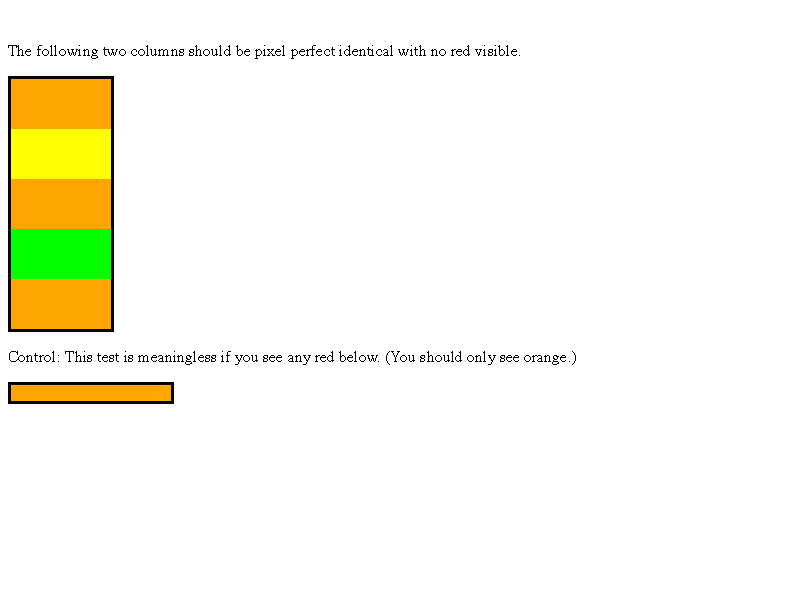 The following two columns should be pixel perfect identical with no red visible.
Control: This test is meaningless if you see any red below. (You should only see orange.)